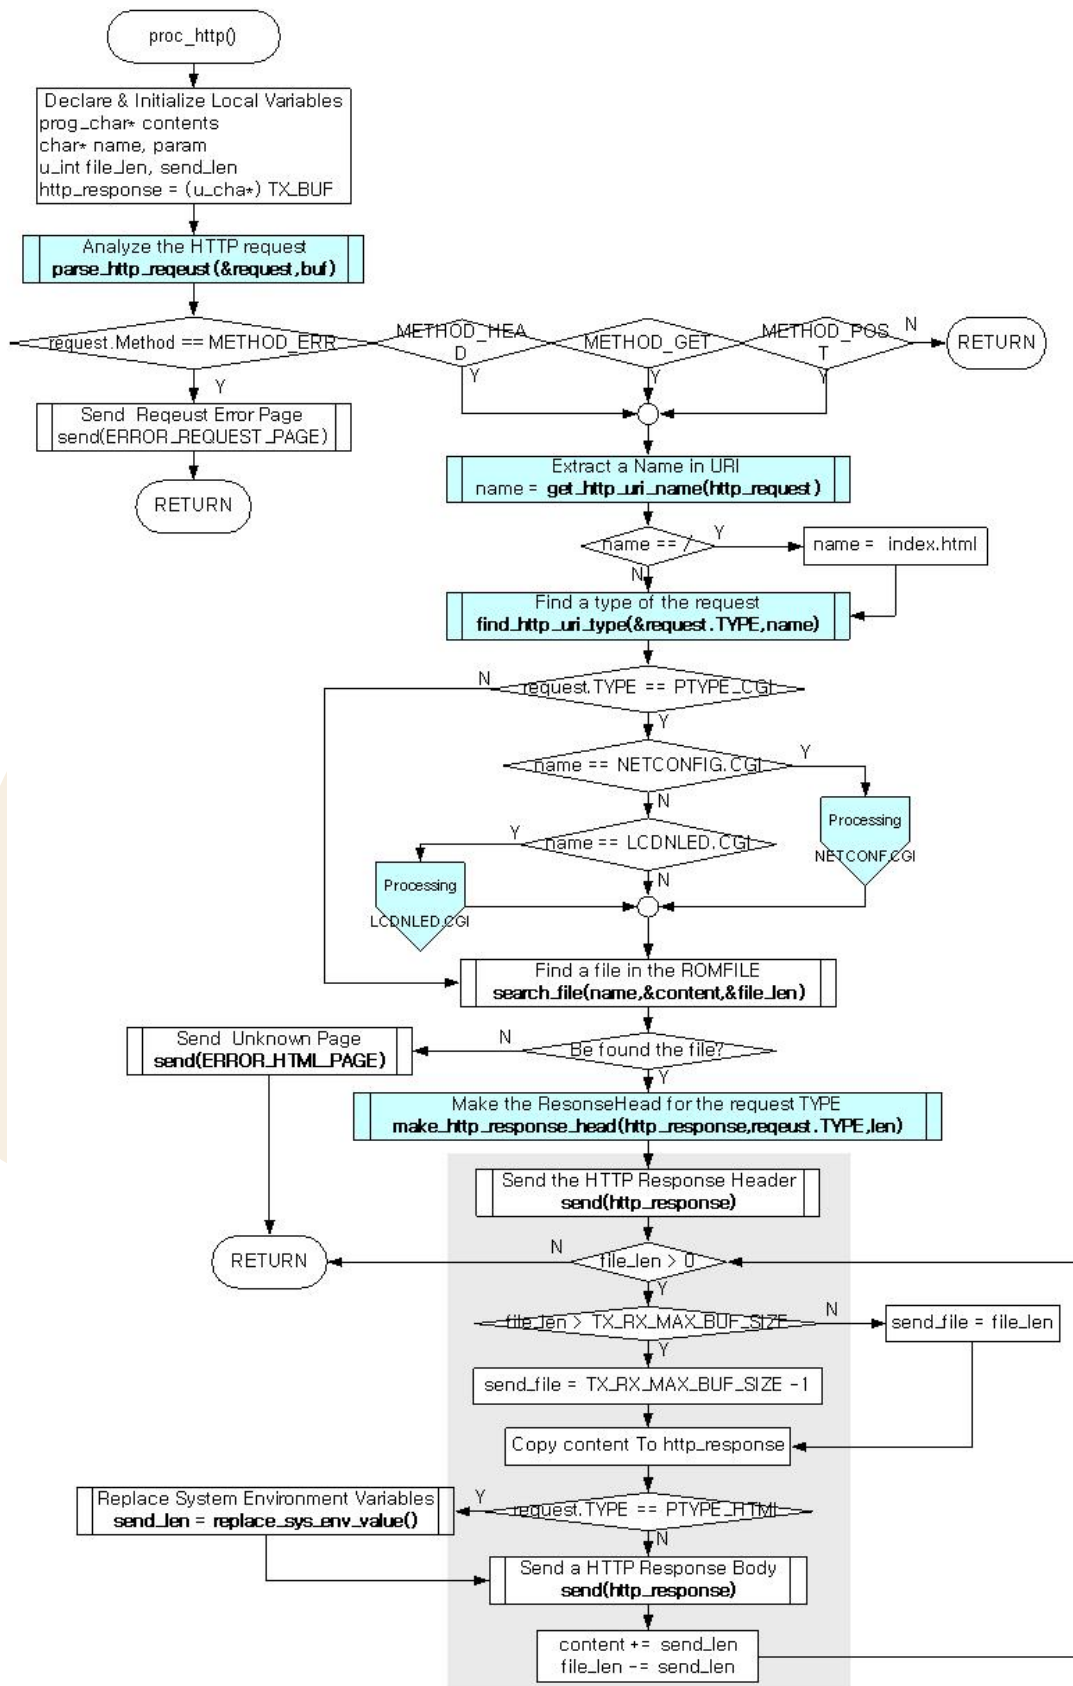 proc_http()
Declare & Initialize Local Variables
prog_char* contents
char* name, param
u_int file_len, send_len
http_response = (u_cha*) TX_BUF
Analyze the HTTP request
parse_http_reqeust(&request,buf)
request.Method == METHOD_ERR
METHOD_HEA
D
METHOD_GET
METHOD_POS
T
N
RETURN
Y
Y
Y
Y
Send Reqeust Error Page
send(ERROR_REQUEST_PAGE)
RETURN
Extract a Name in URI
name = get_http_uri_name(http_request)
name == /
Y
name = index.html
N
Find a type of the request
find_http_uri_type(&request.TYPE,name)
N
request.TYPE == PTYPE_CGI
Y
name == NETCONFIG.CGI
Y
N
Processing
NETCONF.CGI
Y
name == LCDNLED.CGI
N
Processing
LCDNLED.CGI
Find a file in the ROMFILE
search_file(name,&content,&file_len)
Send Unknown Page
send(ERROR_HTML_PAGE)
N
Be found the file?
Y
Make the ResonseHead for the request TYPE
make_http_response_head(http_response,reqeust.TYPE,len)
Send the HTTP Response Header
send(http_response)
RETURN
N
file_len > 0
Y
file_len > TX_RX_MAX_BUF_SIZE
N
send_file = file_len
Y
send_file = TX_RX_MAX_BUF_SIZE -1
Copy content To http_response
Replace System Environment Variables
send_len = replace_sys_env_value()
Y
request.TYPE == PTYPE_HTML
N
Send a HTTP Response Body
send(http_response)
content += send_len
file_len -= send_len